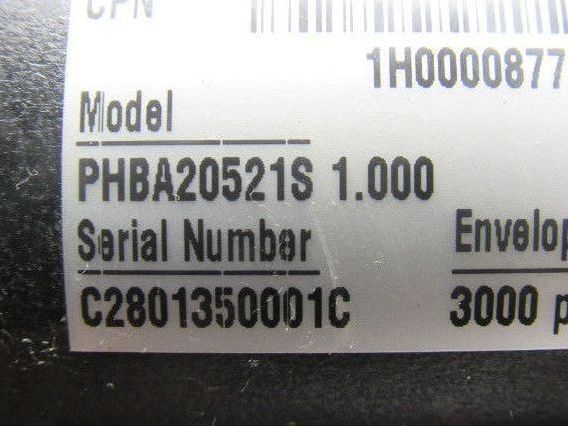 CPN
1H0000877
Model
PHBA20521S 1.000
Serial Number
Envelop
C2801350001C
3000 p